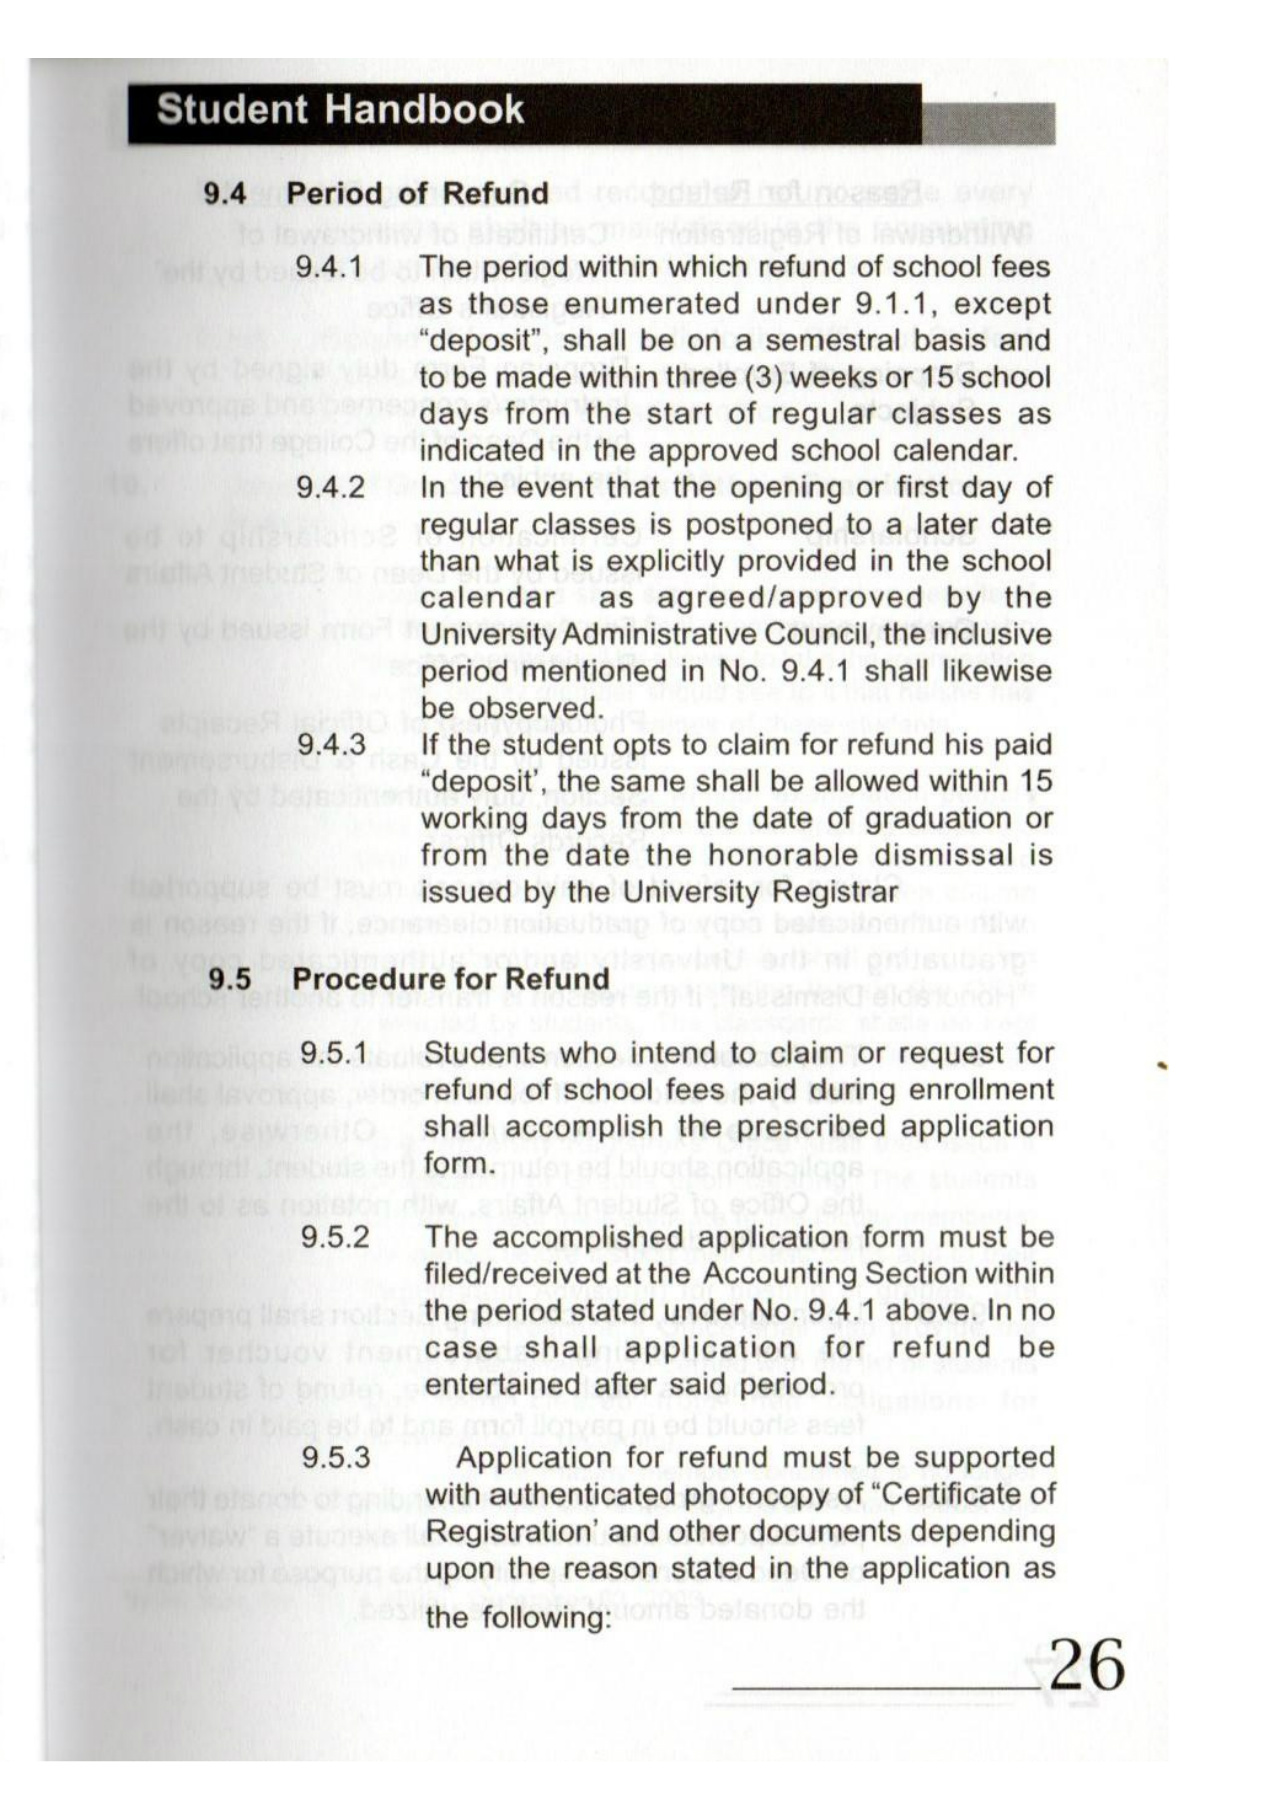 Student Handbook
9.4 Period of Refund
9.4.1 The period within which refund of school fees
as those enumerated under 9.1.1, except
“deposit”, shall be on a semestral basis and
to be made within three (3) weeks or 15 school
days from the start of regular classes as
indicated in the approved school calendar.
9.4.2 In the event that the opening or first day of
regular classes is postponed to a later date
than what is explicitly provided in the school
calendar as agreed/approved by the
University Administrative Council, the inclusive
period mentioned in No. 9.4.1 shall likewise
be observed.
9.4.3 If the student opts to claim for refund his paid
“deposit’, the same shall be allowed within 15
working days from the date of graduation or
from the date the honorable dismissal is
issued by the University Registrar
9.5 Procedure for Refund
9.5.1 Students who intend to claim or request for
refund of school fees paid during enrollment
shall accomplish the prescribed application
form.
9.5.2 The accomplished application form must be
filed/received at the Accounting Section within
the period stated under No. 9.4.1 above. In no
case shall application for refund be
entertained after said period.
9.5.3 Application for refund must be supported
with authenticated photocopy of “Certificate of
Registration’ and other documents depending
upon the reason stated in the application as
the following:
26